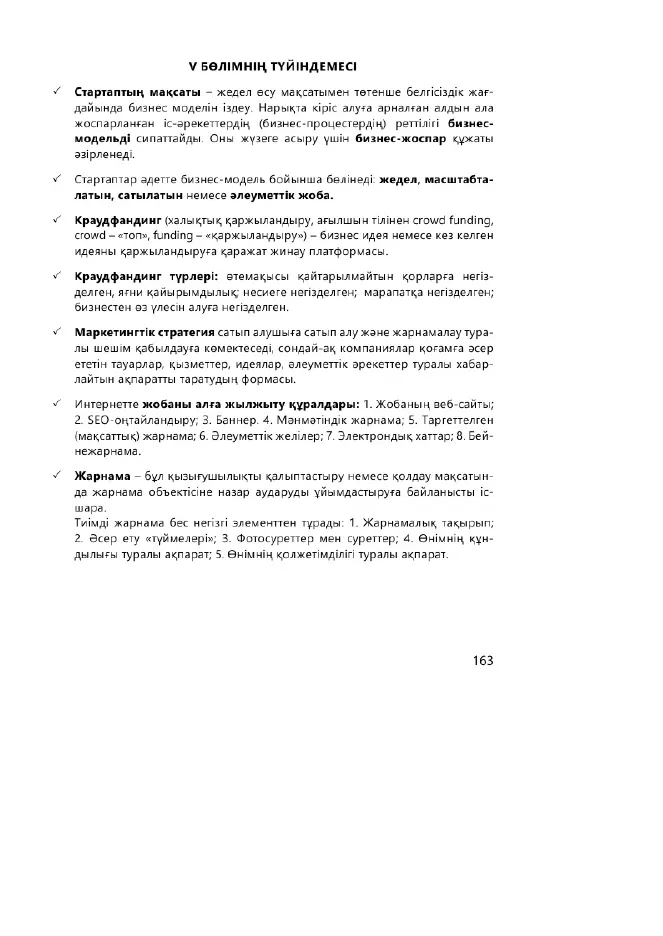 V БӨЛІМНІҢ ТҮЙІНДЕМЕСІ
✓ Стартаптың мақсаты – жедел өсу мақсатымен төтенше белгісіздік жағ-
дайында бизнес моделін іздеу. Нарықта кіріс алуға арналған алдын ала
жоспарланған іс-әрекеттердің (бизнес-процестердің) реттілігі бизнес-
модельді сипаттайды. Оны жүзеге асыру үшін бизнес-жоспар құжаты
әзірленеді.
✓ Стартаптар әдетте бизнес-модель бойынша бөлінеді: жедел, масштабта-
латын, сатылатын немесе әлеуметтік жоба.
✓ Краудфандинг (халықтық қаржыландыру, ағылшын тілінен crowd funding,
crowd – «топ», funding – «қаржыландыру») – бизнес идея немесе кез келген
идеяны қаржыландыруға қаражат жинау платформасы.
✓ Краудфандинг түрлері: өтемақысы қайтарылмайтын қорларға негіз-
делген, яғни қайырымдылық; несиеге негізделген; марапатқа негізделген;
бизнестен өз үлесін алуға негізделген.
✓ Маркетингтік стратегия сатып алушыға сатып алу және жарнамалау тура-
лы шешім қабылдауға көмектеседі, сондай-ақ компаниялар қоғамға әсер
ететін тауарлар, қызметтер, идеялар, әлеуметтік әрекеттер туралы хабар-
лайтын ақпаратты таратудың формасы.
✓ Интернетте жобаны алға жылжыту құралдары: 1. Жобаның веб-сайты;
2. SEO-оңтайландыру; 3. Баннер. 4. Мәнмәтіндік жарнама; 5. Таргеттелген
(мақсаттық) жарнама; 6. Әлеуметтік желілер; 7. Электрондық хаттар; 8. Бей-
нежарнама.
✓ Жарнама – бұл қызығушылықты қалыптастыру немесе қолдау мақсатын-
да жарнама объектісіне назар аударуды ұйымдастыруға байланысты іс-
шара.
Тиімді жарнама бес негізгі элементтен тұрады: 1. Жарнамалық тақырып;
2. Әсер ету «түймелері»; 3. Фотосуреттер мен суреттер; 4. Өнімнің құн-
дылығы туралы ақпарат; 5. Өнімнің қолжетімділігі туралы ақпарат.
163